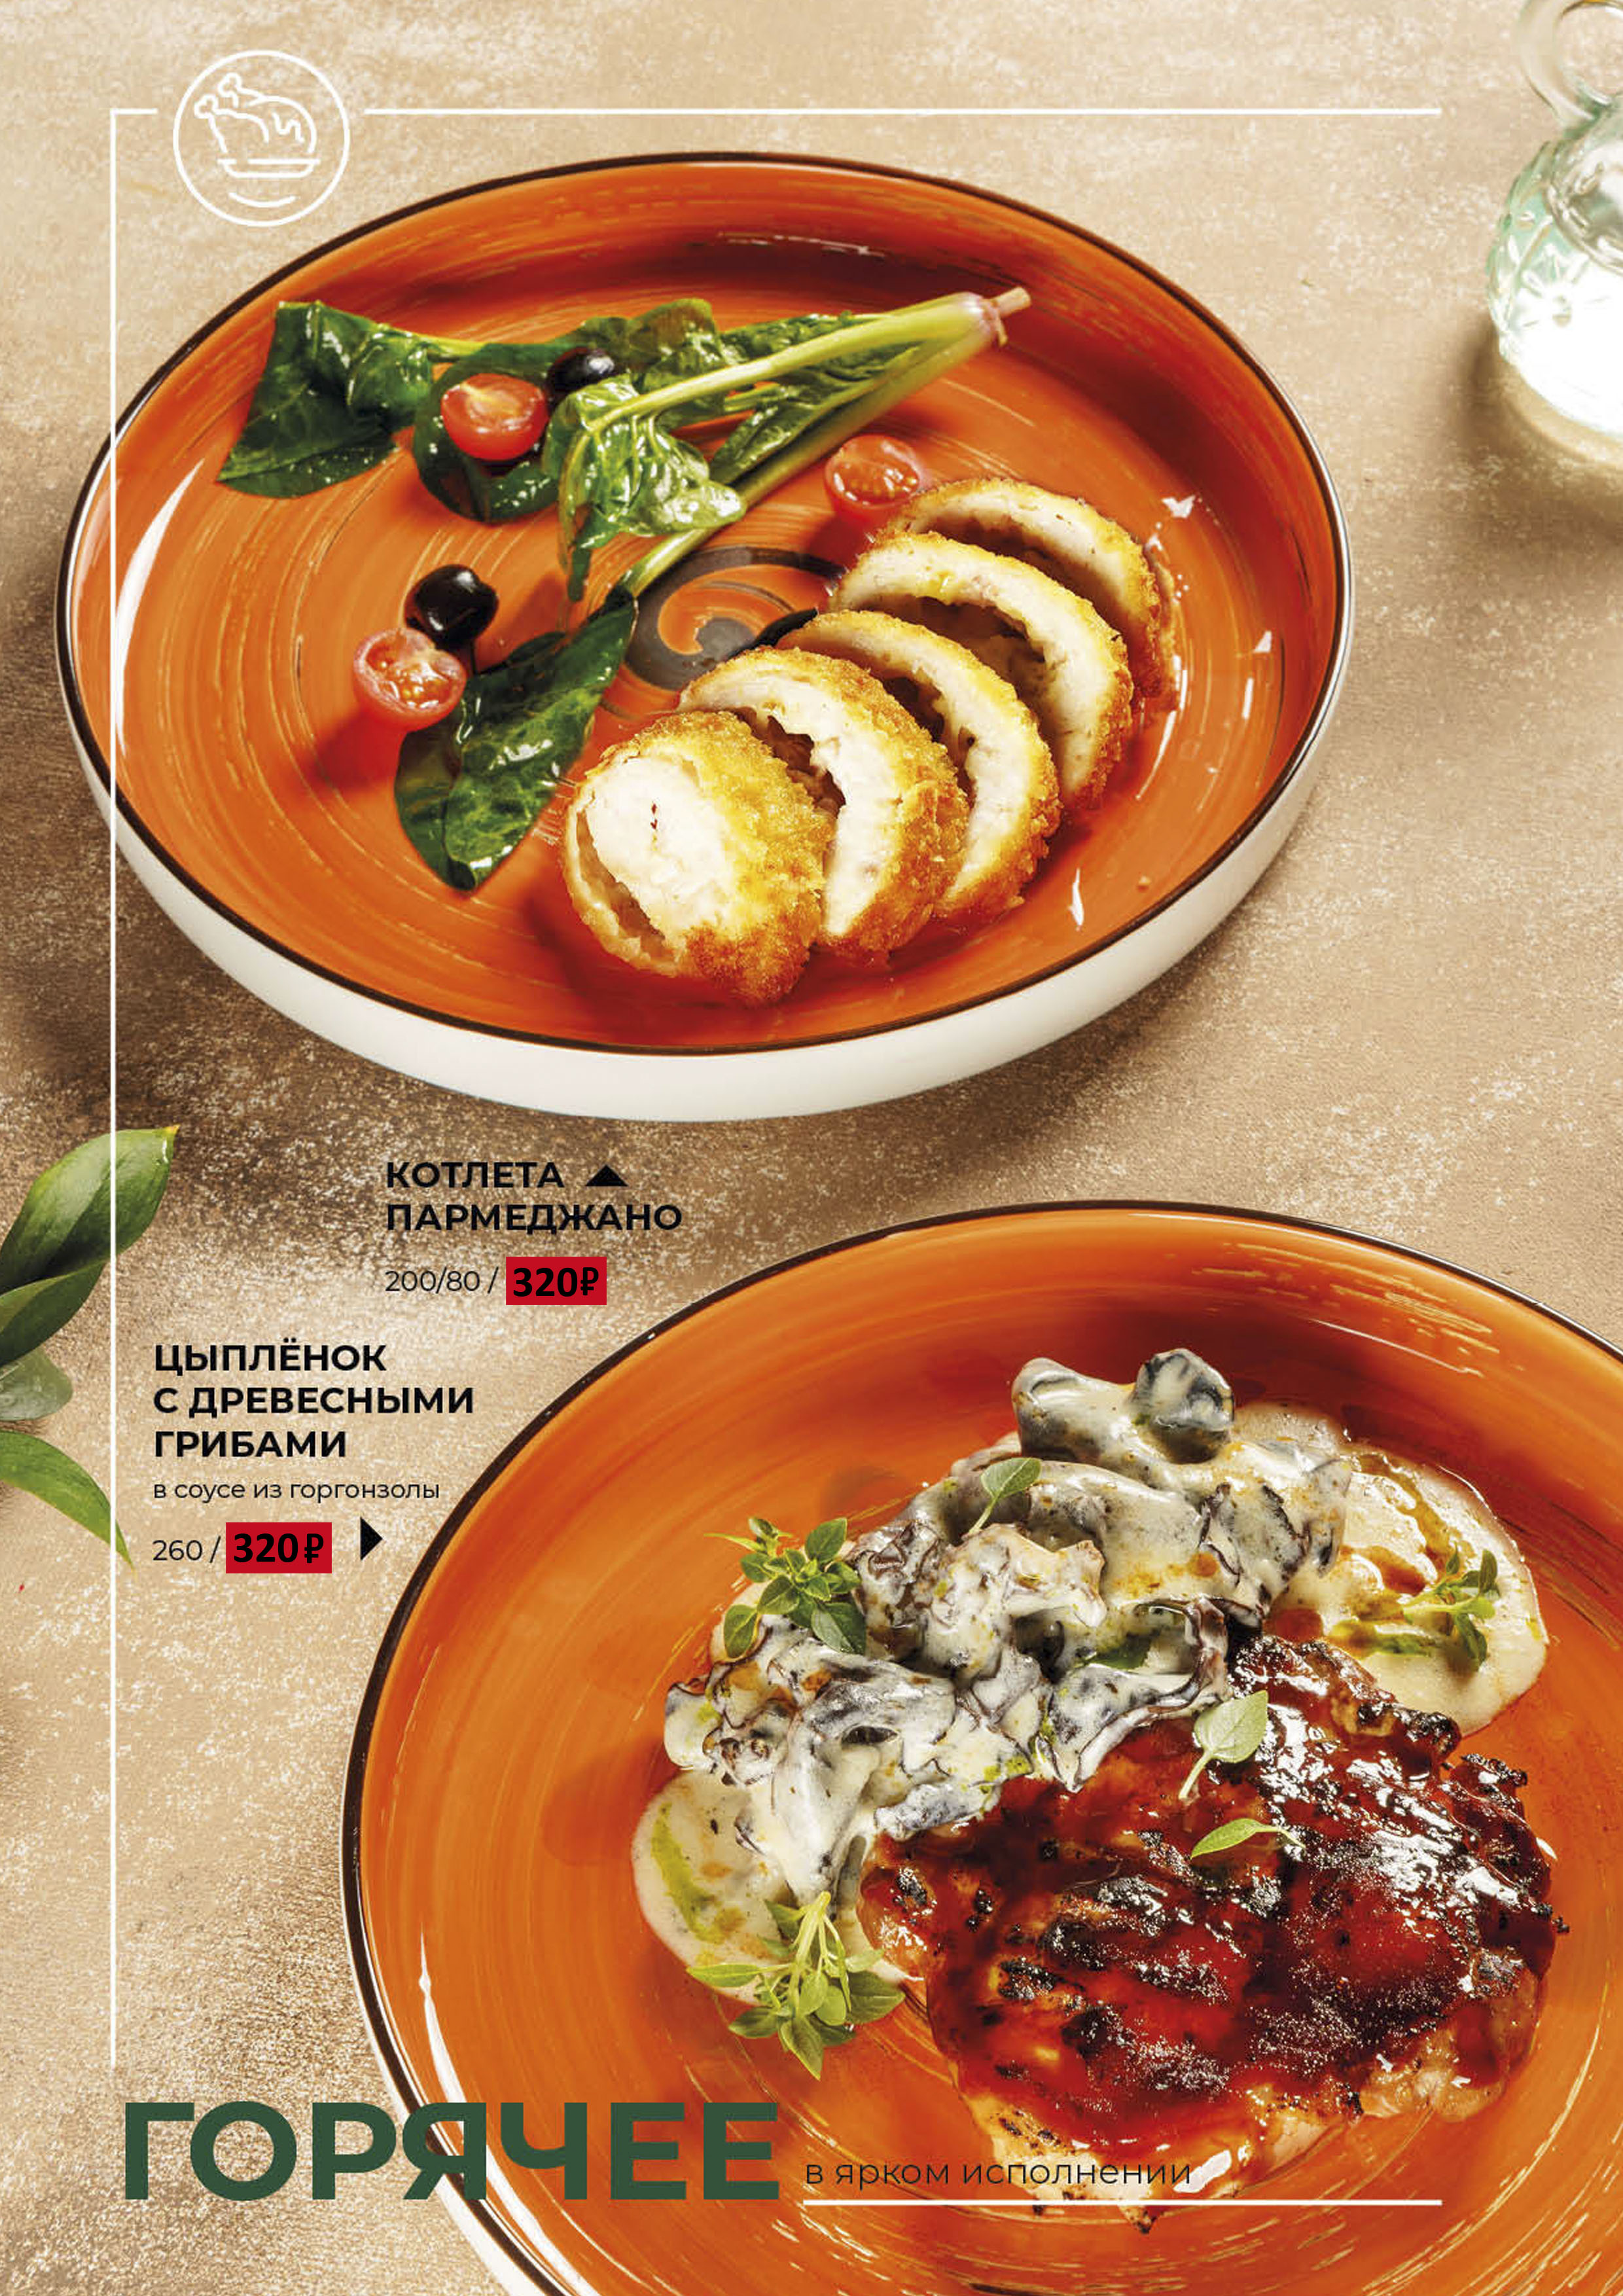 КОТЛЕТА
ПАРМЕДЖАНО
200/80 / 320₽
ЦЫПЛЁНОК
С ДРЕВЕСНЫМИ
ГРИБАМИ
в соусе из горгонзолы
260 / 320₽
ГОРЯЧЕЕ в ярком исполнении